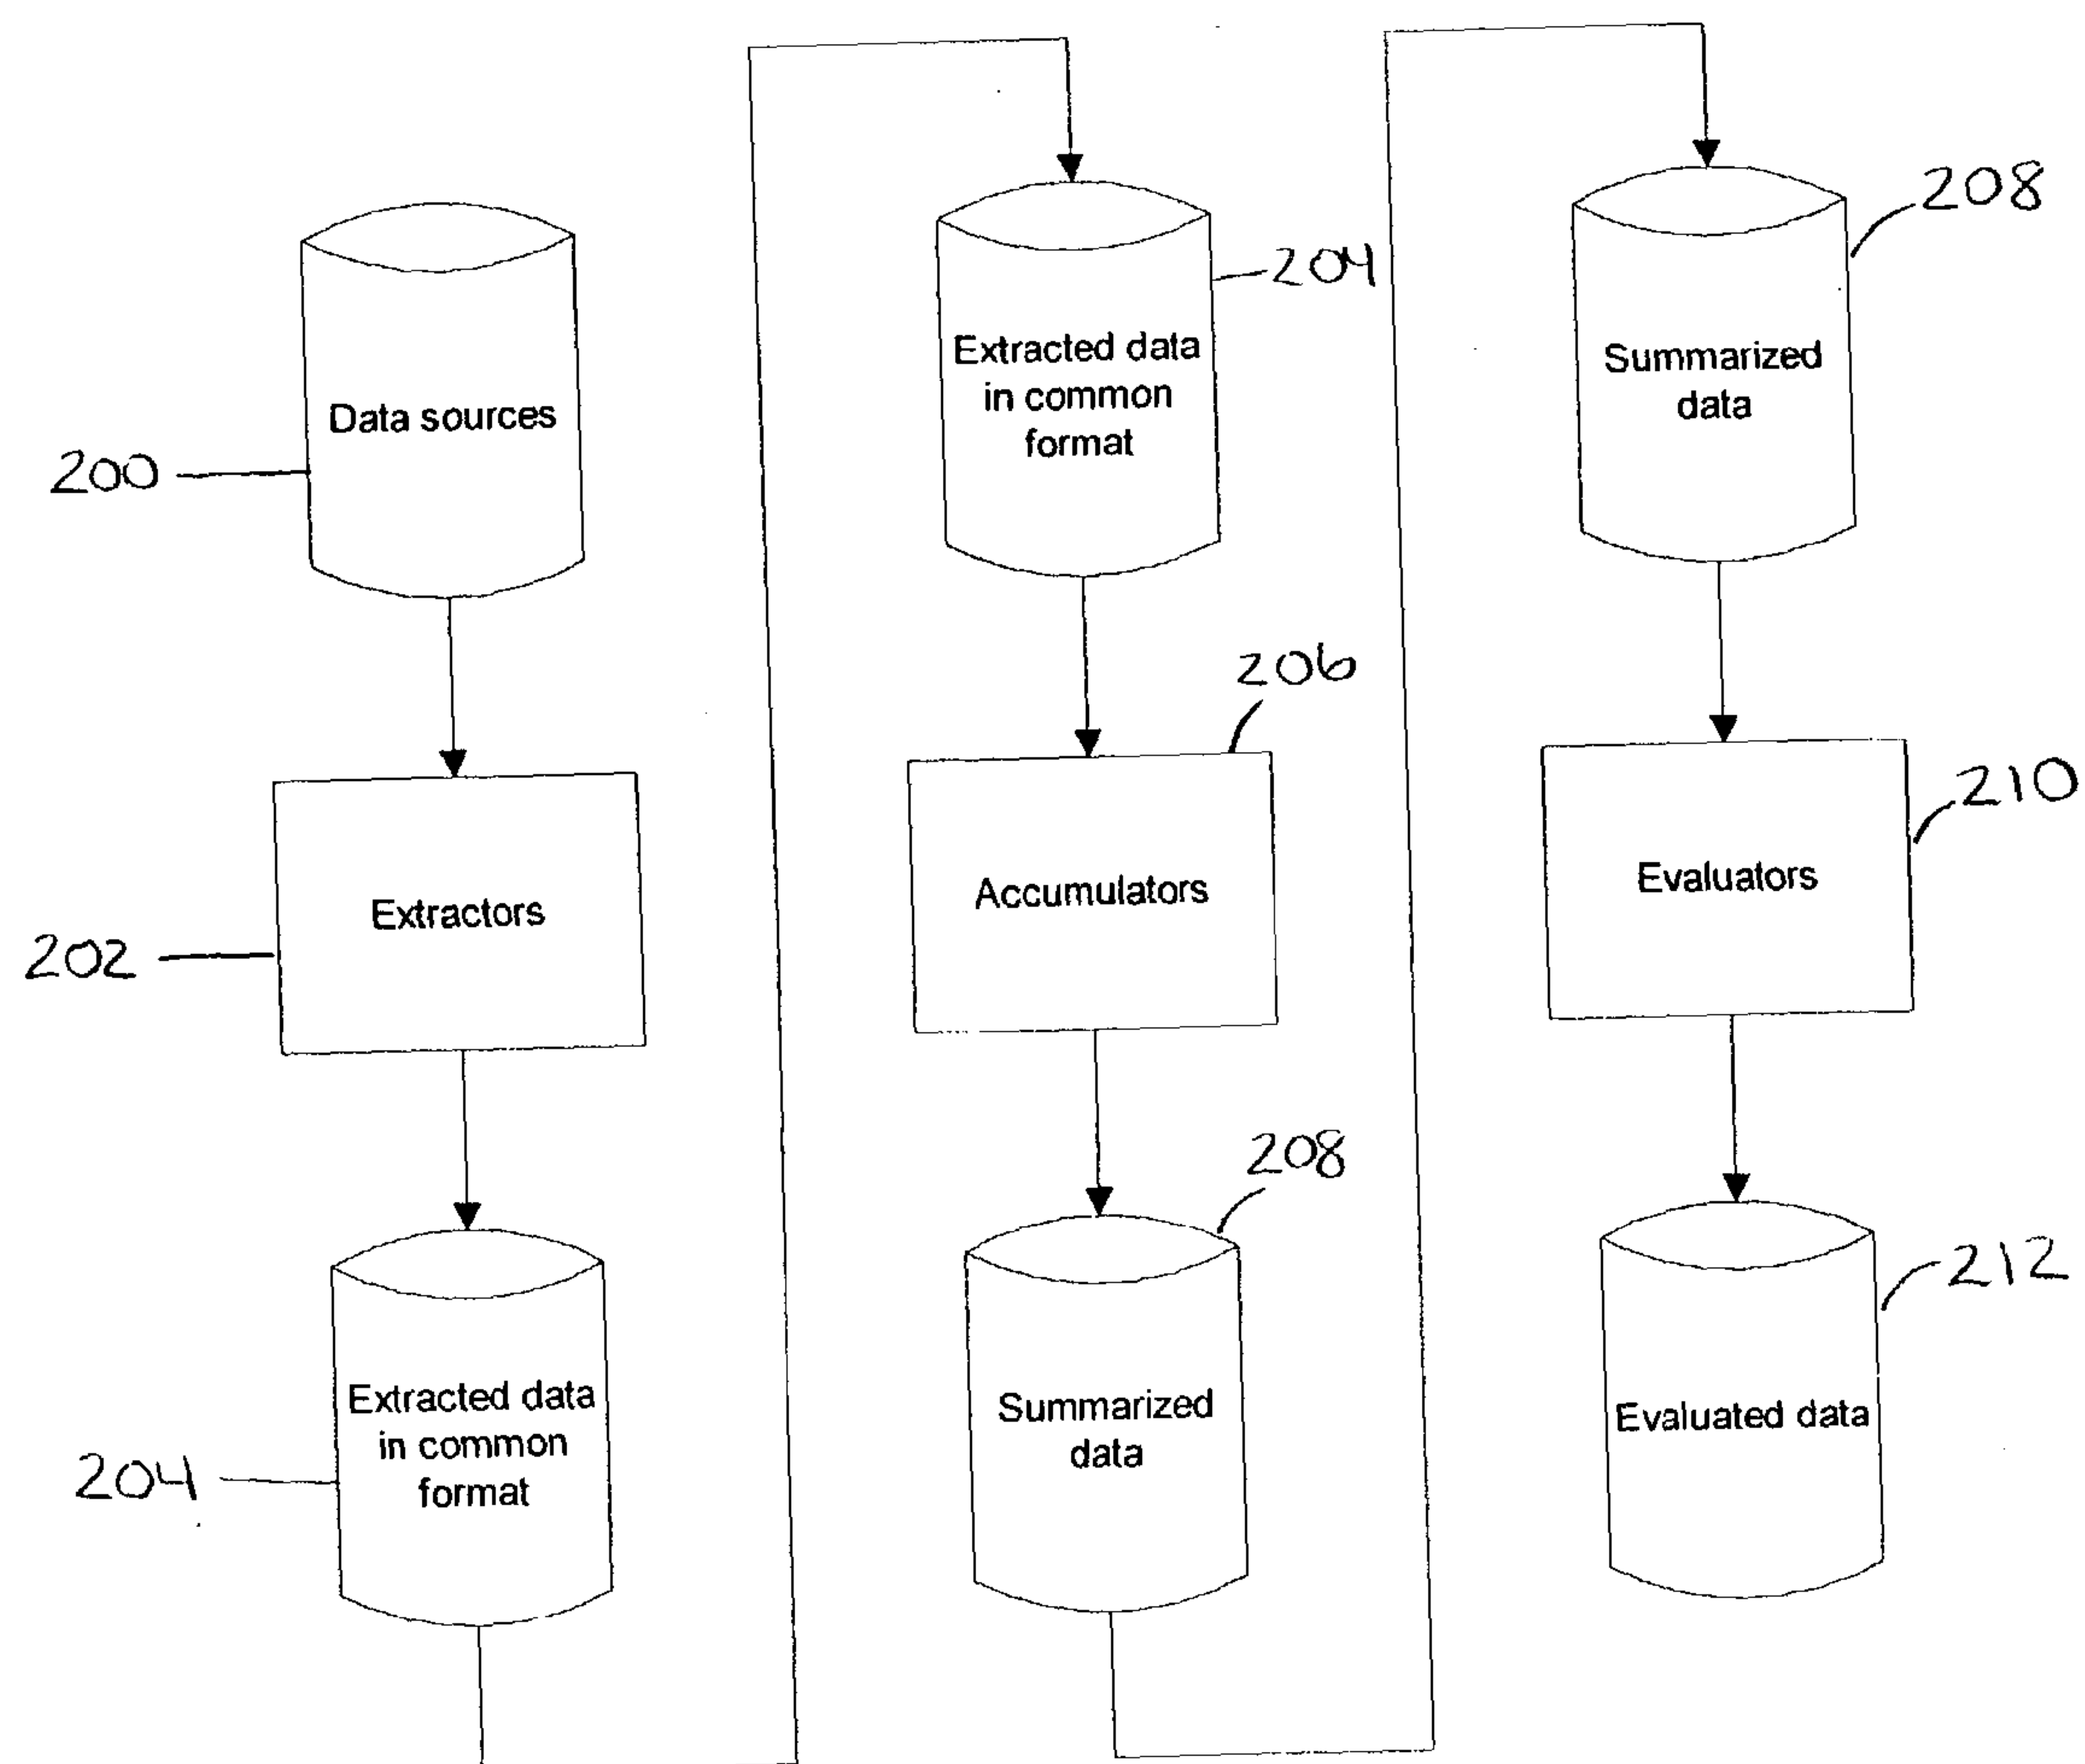 Data sources
200
Extractors
202
Extracted data
in common
format
204
Extracted data
in common
format
204
206
Accumulators
208
Summarized
data
208
Summarized
data
210
Evaluators
212
Evaluated data